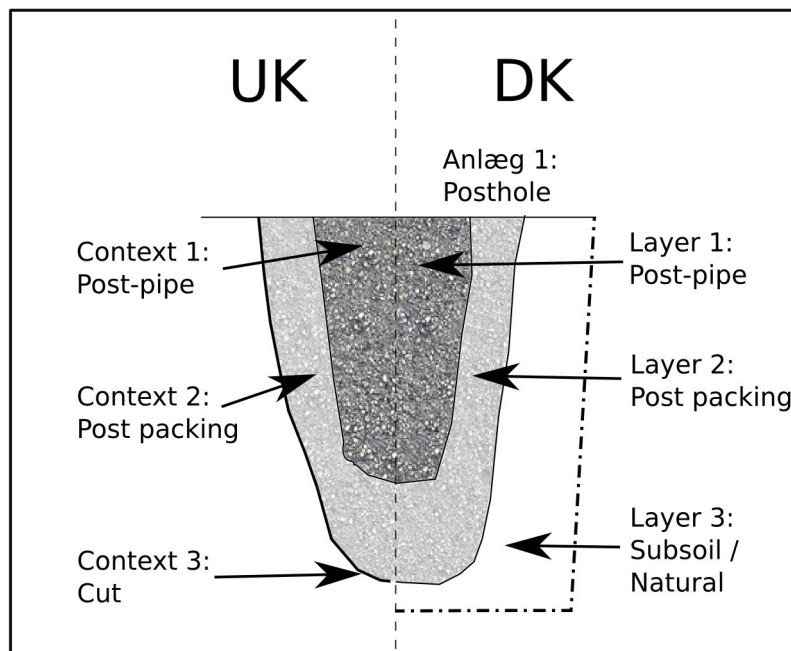 UK
DK
Anlæg 1:
Posthole
Context 1:
Post-pipe
Layer 1:
Post-pipe
Context 2:
Post packing
Layer 2:
Post packing
Context 3:
Cut
Layer 3:
Subsoil /
Natural